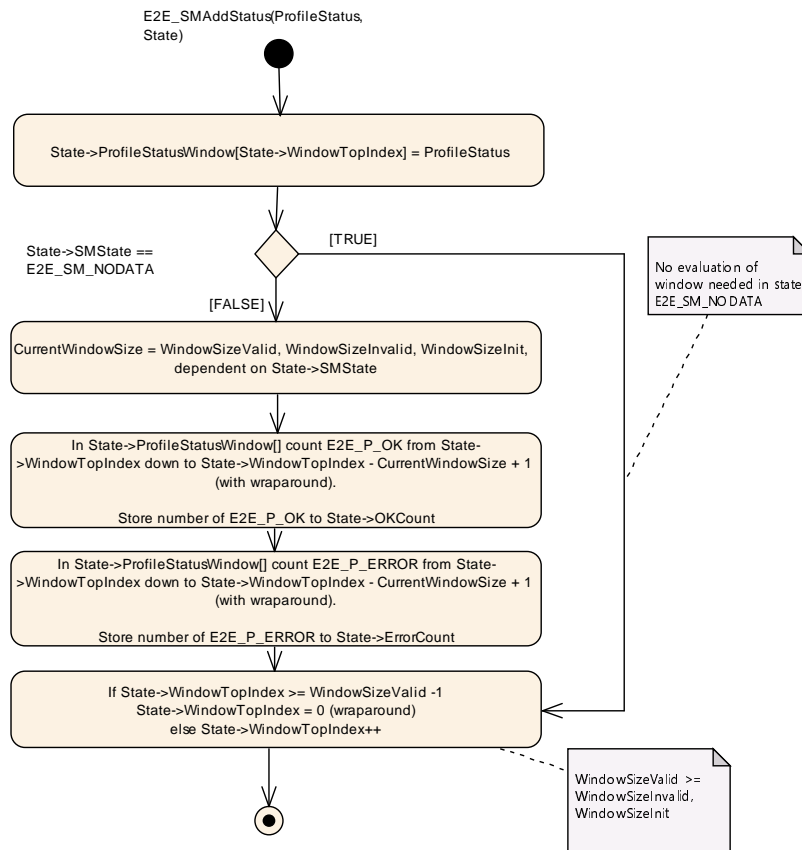 E2E_SMAddStatus(ProfileStatus,
State)
State->ProfileStatusWindow[State->WindowTopIndex] = ProfileStatus
State->SMState ==
E2E_SM_NODATA
[TRUE]
No evaluation of
window needed in state
E2E_SM_NODATA
[FALSE]
CurrentWindowSize = WindowSizeValid, WindowSizeInvalid, WindowSizeInit,
dependent on State->SMState
In State->ProfileStatusWindow[] count E2E_P_OK from State-
>WindowTopIndex down to State->WindowTopIndex - CurrentWindowSize + 1
(with wraparound).
Store number of E2E_P_OK to State->OKCount
In State->ProfileStatusWindow[] count E2E_P_ERROR from State-
>WindowTopIndex down to State->WindowTopIndex - CurrentWindowSize + 1
(with wraparound).
Store number of E2E_P_ERROR to State->ErrorCount
If State->WindowTopIndex >= WindowSizeValid -1
State->WindowTopIndex = 0 (wraparound)
else State->WindowTopIndex++
WindowSizeValid >=
WindowSizeInvalid,
WindowSizeInit